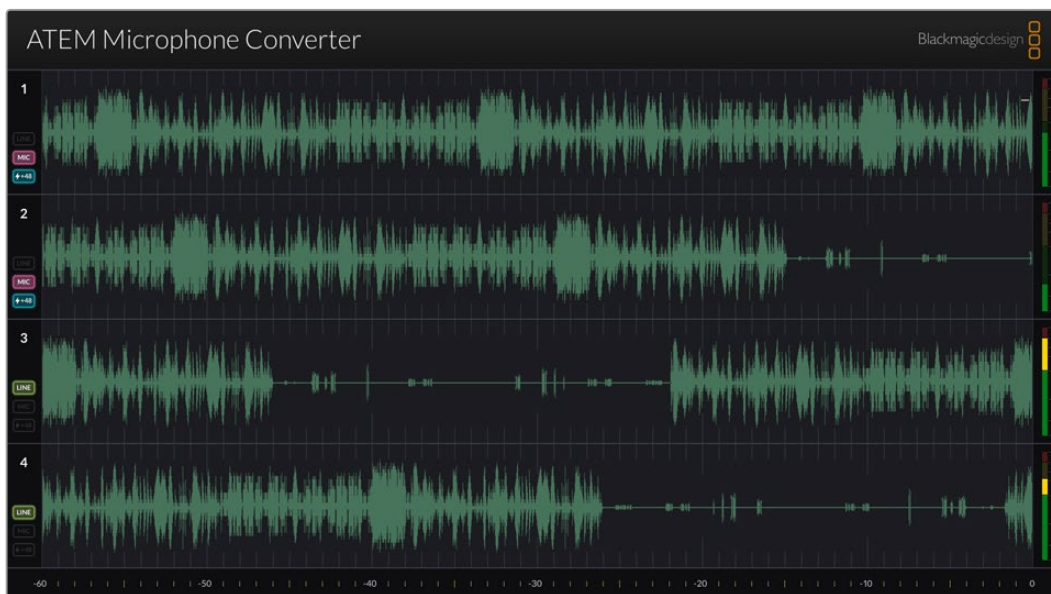 ATEM Microphone Converter
Blackmagicdesign
1
LINE
MIC
+48
2
LINE
MIC
+48
3
LINE
MIC
+48
4
LINE
MIC
+48
-60 -50 -40 -30 -20 -10 0